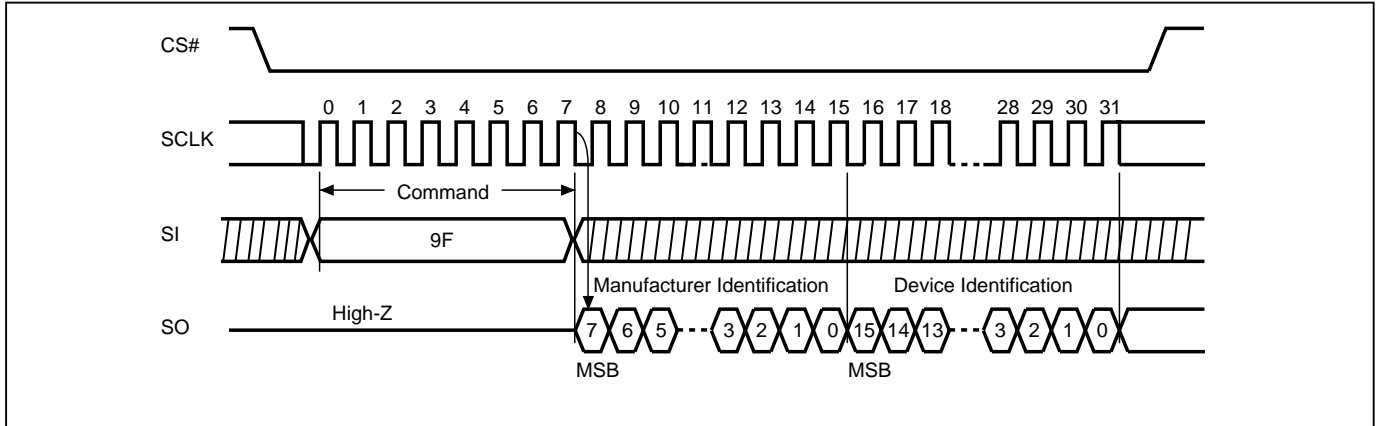 CS#
0 1 2 3 4 5 6 7 8 9 10 11 12 13 14 15 16 17 18 28 29 30 31
SCLK
Command
SI
9F
Manufacturer Identification Device Identification
High-Z
SO
7 6 5 3 2 1 0 15 14 13 3 2 1 0
MSB MSB